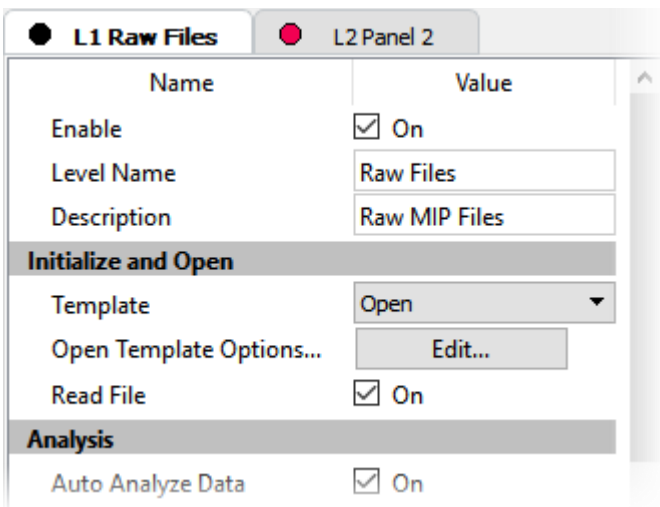 L1 Raw Files L2 Panel 2
Name Value
Enable On
Level Name Raw Files
Description Raw MIP Files
Initialize and Open
Template Open
Open Template Options... Edit...
Read File On
Analysis
Auto Analyze Data On